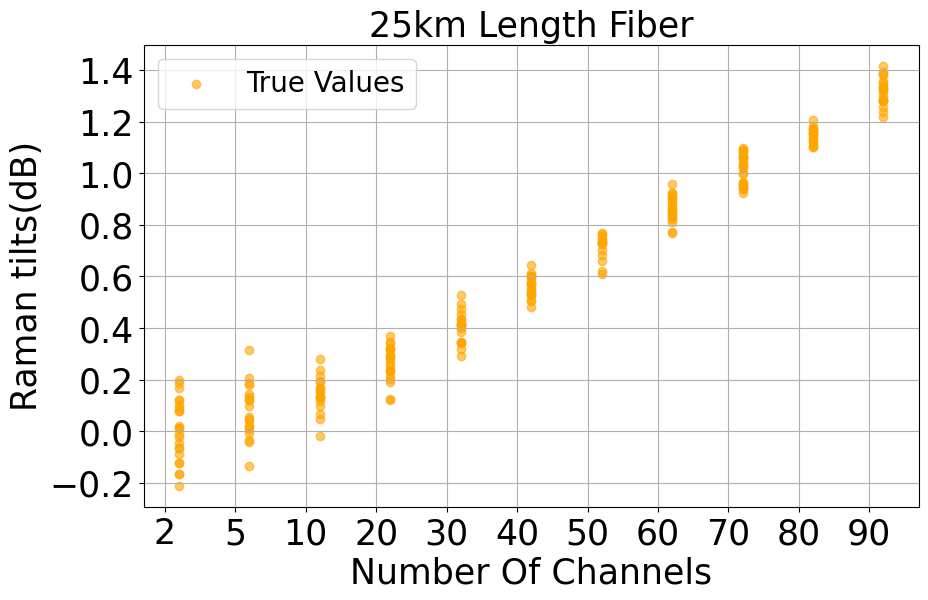 25km Length Fiber
True Values
Raman tilts(dB)
1.4
1.2
1.0
0.8
0.6
0.4
0.2
0.0
−0.2
2 5 10 20 30 40 50 60 70 80 90
Number Of Channels